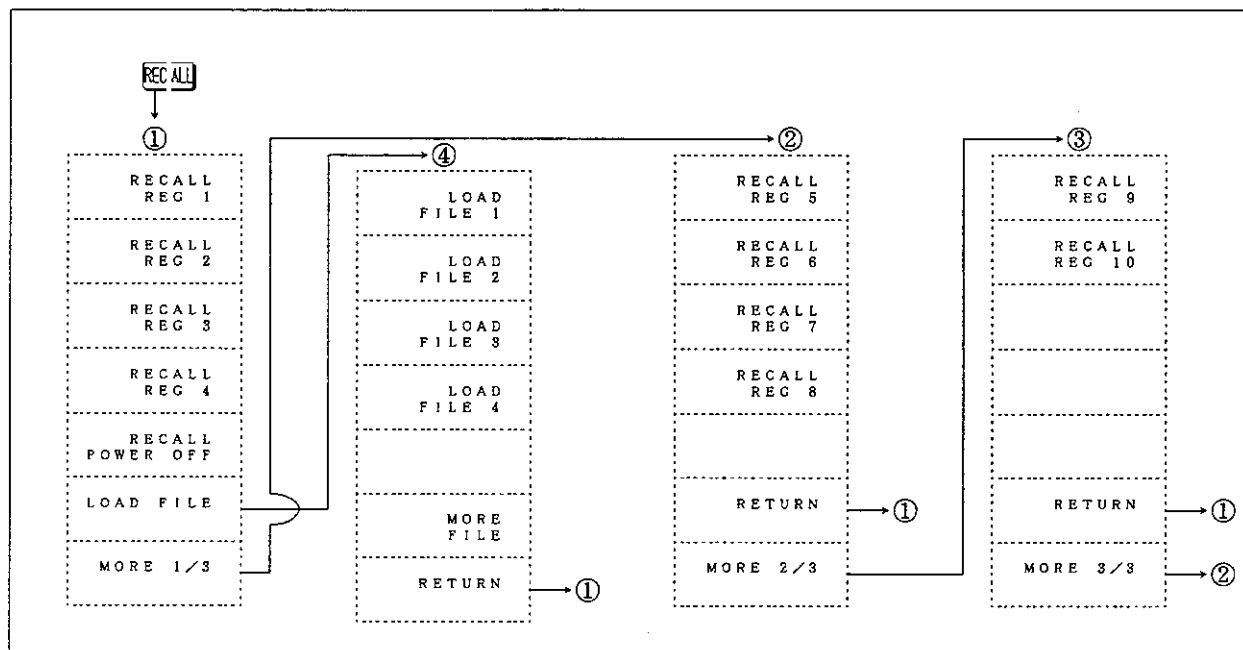 RECALL
①
RECALL
REG 1
RECALL
REG 2
RECALL
REG 3
RECALL
REG 4
RECALL
POWER OFF
LOAD FILE
MORE 1/3
④
LOAD
FILE 1
LOAD
FILE 2
LOAD
FILE 3
LOAD
FILE 4
MORE
FILE
RETURN
①
②
RECALL
REG 5
RECALL
REG 6
RECALL
REG 7
RECALL
REG 8
RETURN
①
MORE 2/3
③
RECALL
REG 9
RECALL
REG 10
RETURN
①
MORE 3/3
②